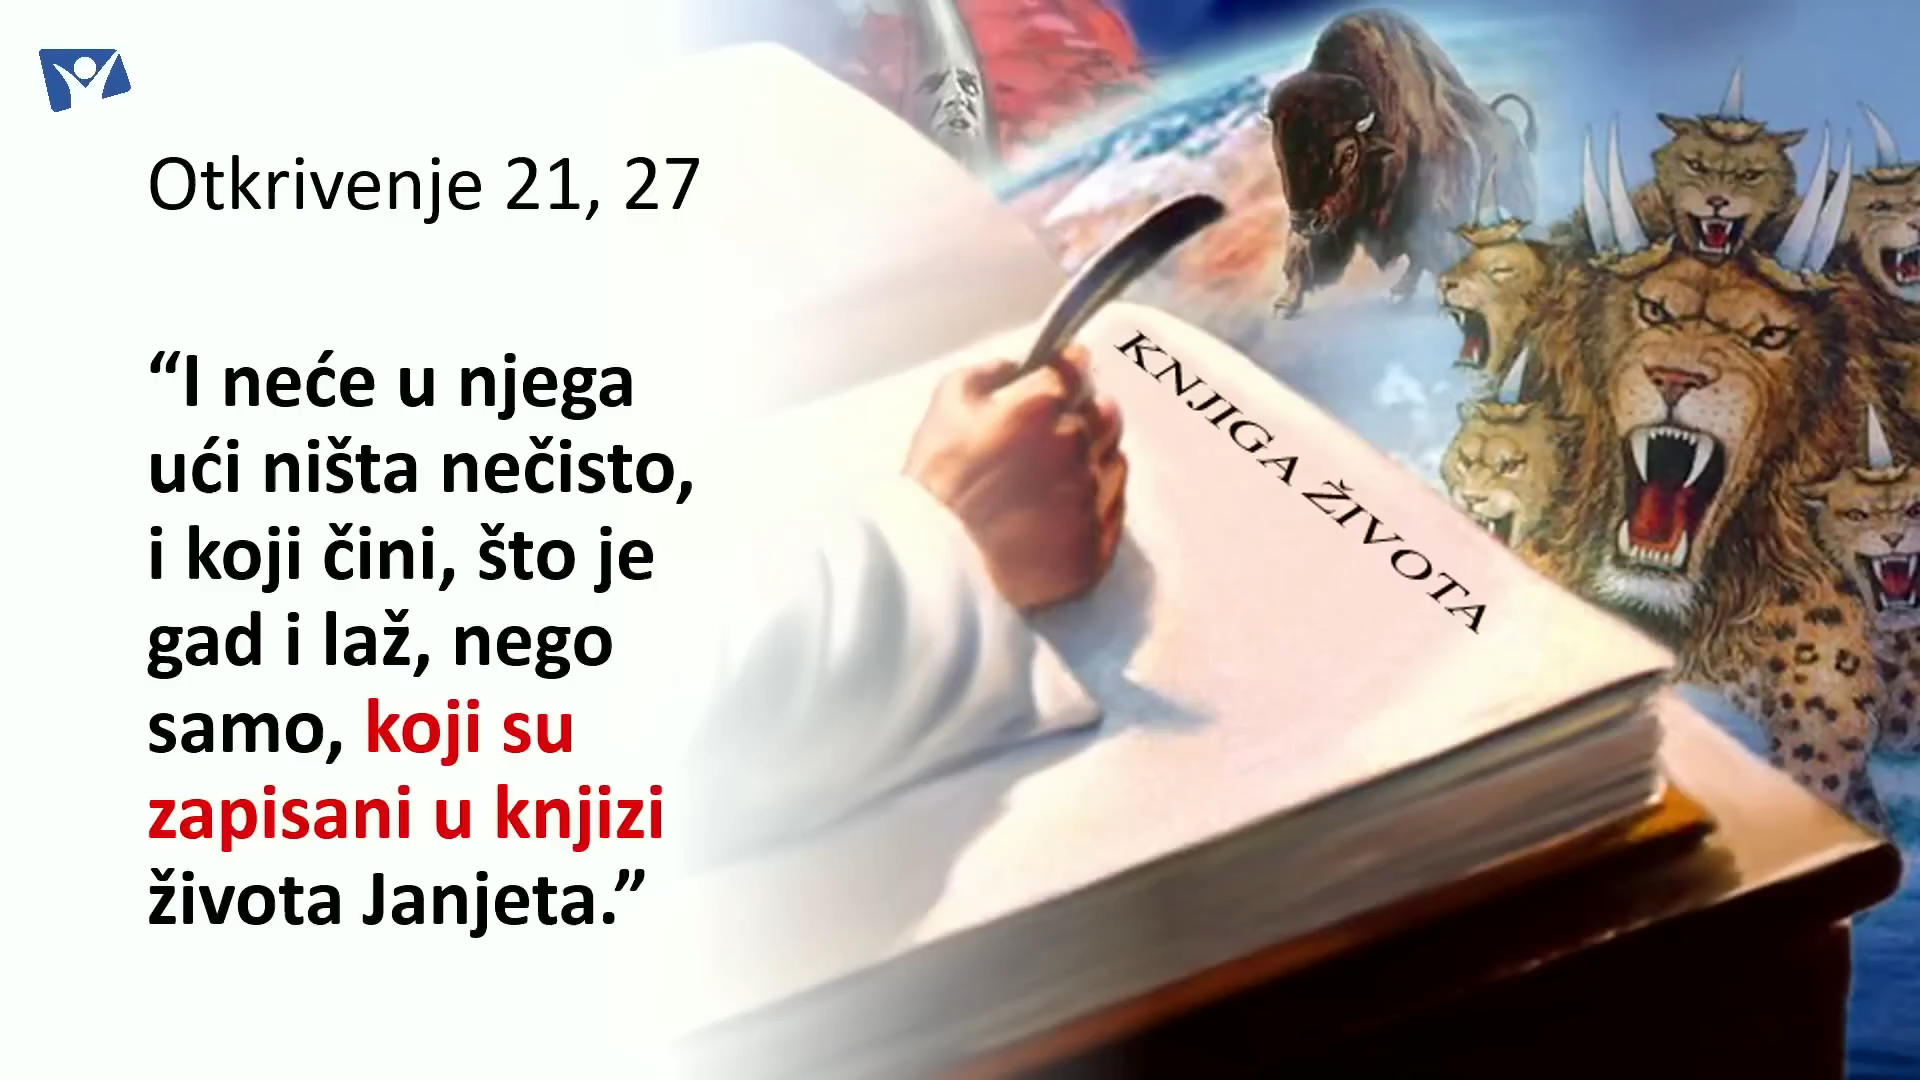 Otkrivenje 21, 27
“I neće u njega
ući ništa nečisto,
i koji čini, što je
gad i laž, nego
samo, koji su
zapisani u knjizi
života Janjeta.”
KNJIGA ŽIVOTA